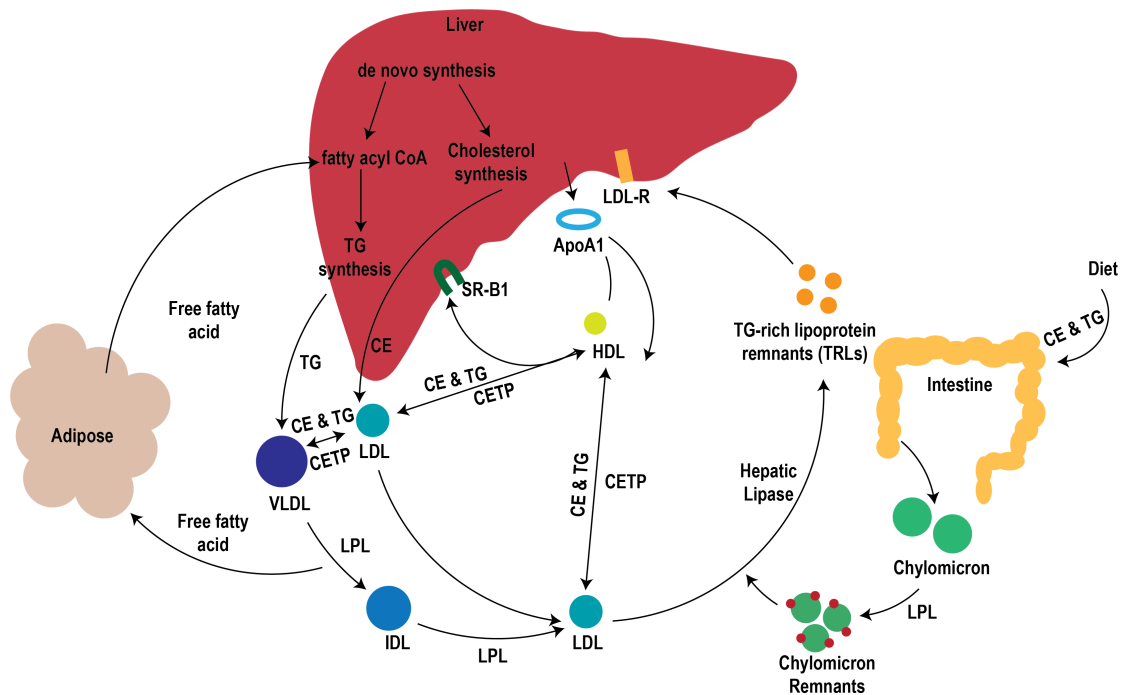 Liver
de novo synthesis
fatty acyl CoA
Cholesterol
synthesis
LDL-R
ApoA1
TG
synthesis
SR-B1
Free fatty
acid
TG
CE
HDL
CE & TG
CETP
TG-rich lipoprotein
remnants (TRLs)
Diet
CE & TG
Intestine
Adipose
CE & TG
CETP
LDL
VLDL
CE & TG
CETP
Hepatic
Lipase
Free fatty
acid
LPL
Chylomicron
LPL
IDL
LPL
LDL
Chylomicron
Remnants